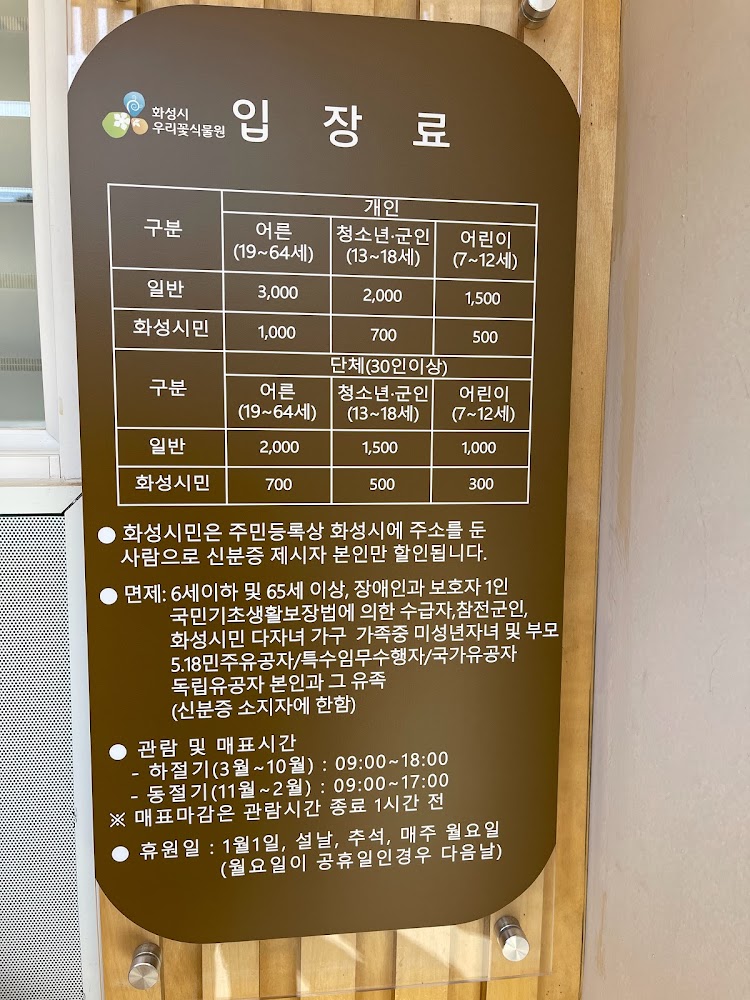 화성시
우리꽃식물원
입 장 료
구분 개인
어른 청소년·군인 어린이
(19~64세) (13~18세) (7~12세)
일반 3,000 2,000 1,500
화성시민 1,000 700 500
구분 단체(30인이상)
어른 청소년·군인 어린이
(19~64세) (13~18세) (7~12세)
일반 2,000 1,500 1,000
화성시민 700 500 300
● 화성시민은 주민등록상 화성시에 주소를 둔
사람으로 신분증 제시자 본인만 할인됩니다.
● 면제: 6세이하 및 65세 이상, 장애인과 보호자 1인
국민기초생활보장법에 의한 수급자,참전군인,
화성시민 다자녀 가구 가족중 미성년자녀 및 부모
5.18민주유공자/특수임무수행자/국가유공자
독립유공자 본인과 그 유족
(신분증 소지자에 한함)
● 관람 및 매표시간
- 하절기(3월~10월) : 09:00~18:00
- 동절기(11월~2월) : 09:00~17:00
※ 매표마감은 관람시간 종료 1시간 전
● 휴원일 : 1월1일, 설날, 추석, 매주 월요일
(월요일이 공휴일인경우 다음날)